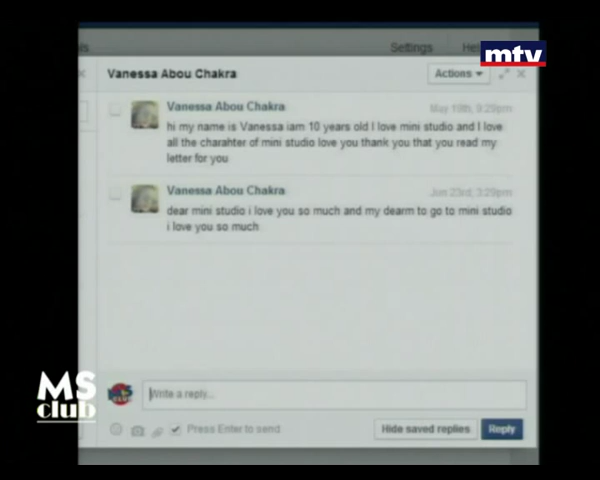 Settings
mtv
Vanessa Abou Chakra
Actions
Vanessa Abou Chakra
May 19th, 9:29pm
hi my name is Vanessa iam 10 years old I love mini studio and I love
all the charahter of mini studio love you thank you that you read my
letter for you
Vanessa Abou Chakra
Jun 23rd, 3:29pm
dear mini studio i love you so much and my dearm to go to mini studio
i love you so much
MS
club
Write a reply...
Press Enter to send
Hide saved replies
Reply